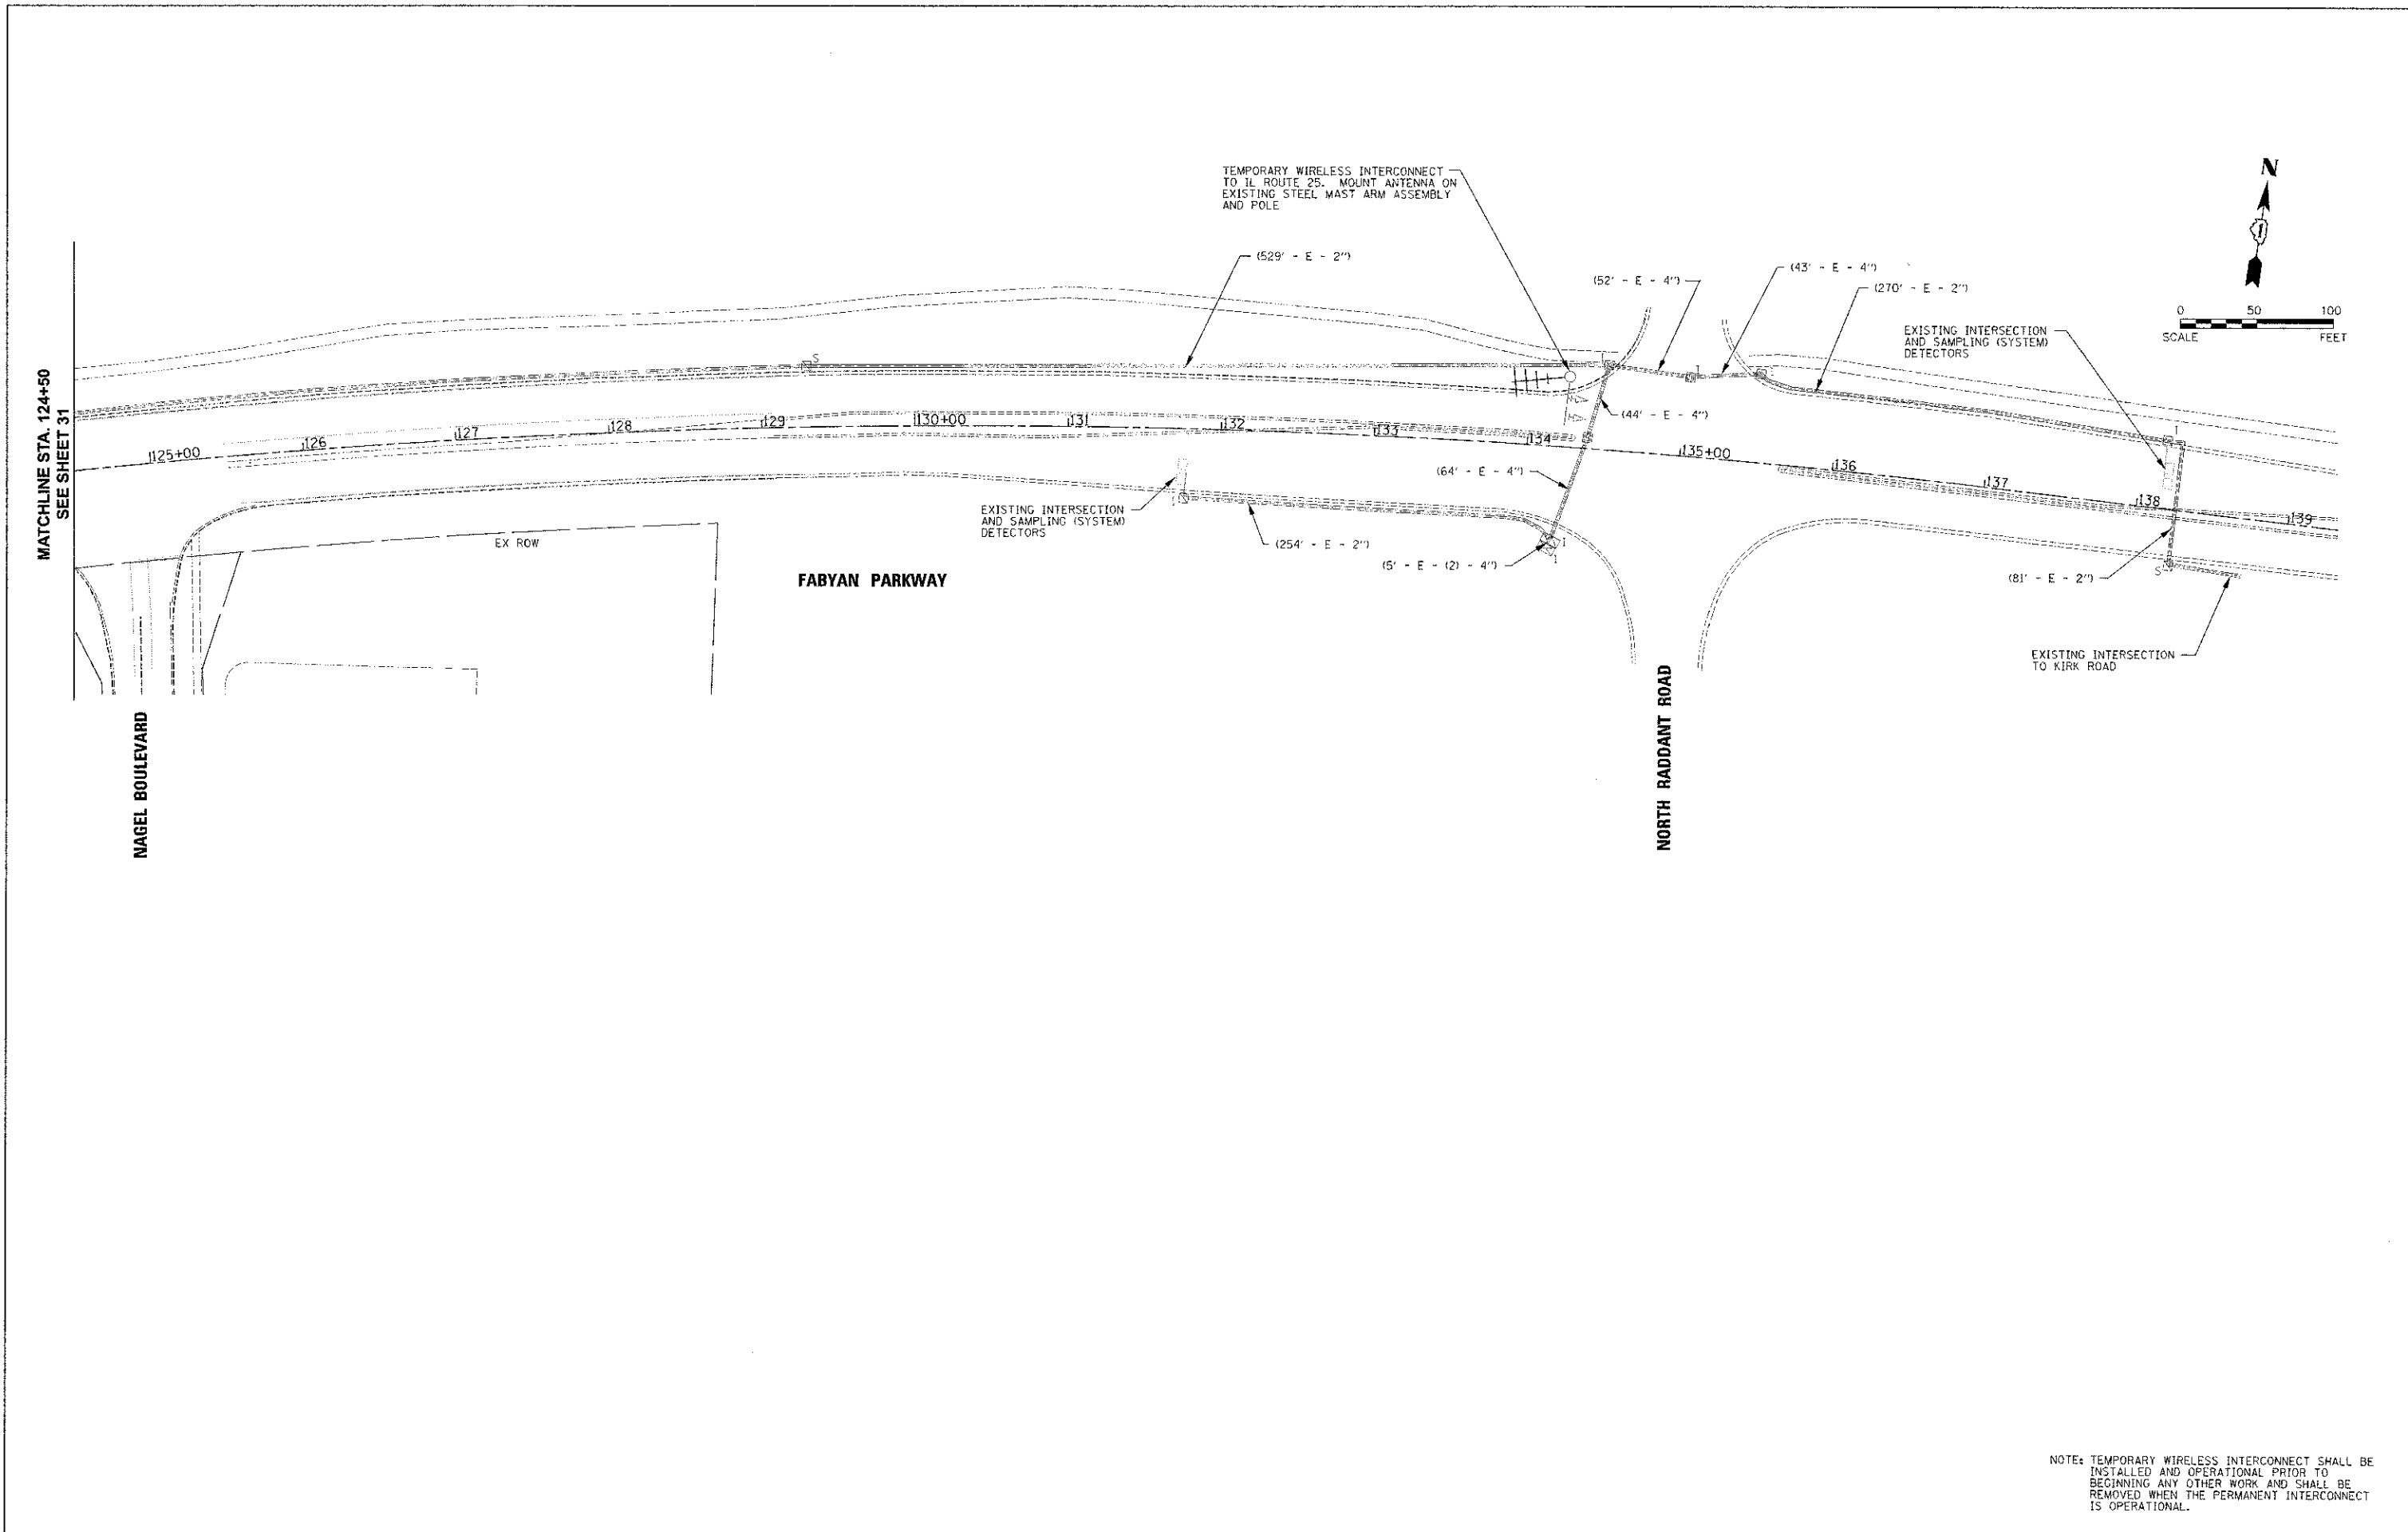 TEMPORARY WIRELESS INTERCONNECT
TO IL ROUTE 25. MOUNT ANTENNA ON
EXISTING STEEL MAST ARM ASSEMBLY
AND POLE
N
1
(529' - E - 2")
(52' - E - 4")
(43' - E - 4")
(270' - E - 2")
0 50 100
SCALE FEET
EXISTING INTERSECTION
AND SAMPLING (SYSTEM)
DETECTORS
MATCHLINE STA. 124+50
SEE SHEET 31
S
I
I
(44' - E - 4")
125+00
126
127
128
129
130+00
131
132
133
134
135+00
136
137
138
139
(64' - E - 4")
EXISTING INTERSECTION
AND SAMPLING (SYSTEM)
DETECTORS
(254' - E - 2")
(5' - E - (2) - 4")
I
I
EX ROW
FABYAN PARKWAY
(81' - E - 2")
S
EXISTING INTERSECTION
TO KIRK ROAD
NAGEL BOULEVARD
NORTH RADDANT ROAD
NOTE: TEMPORARY WIRELESS INTERCONNECT SHALL BE
INSTALLED AND OPERATIONAL PRIOR TO
BEGINNING ANY OTHER WORK AND SHALL BE
REMOVED WHEN THE PERMANENT INTERCONNECT
IS OPERATIONAL.